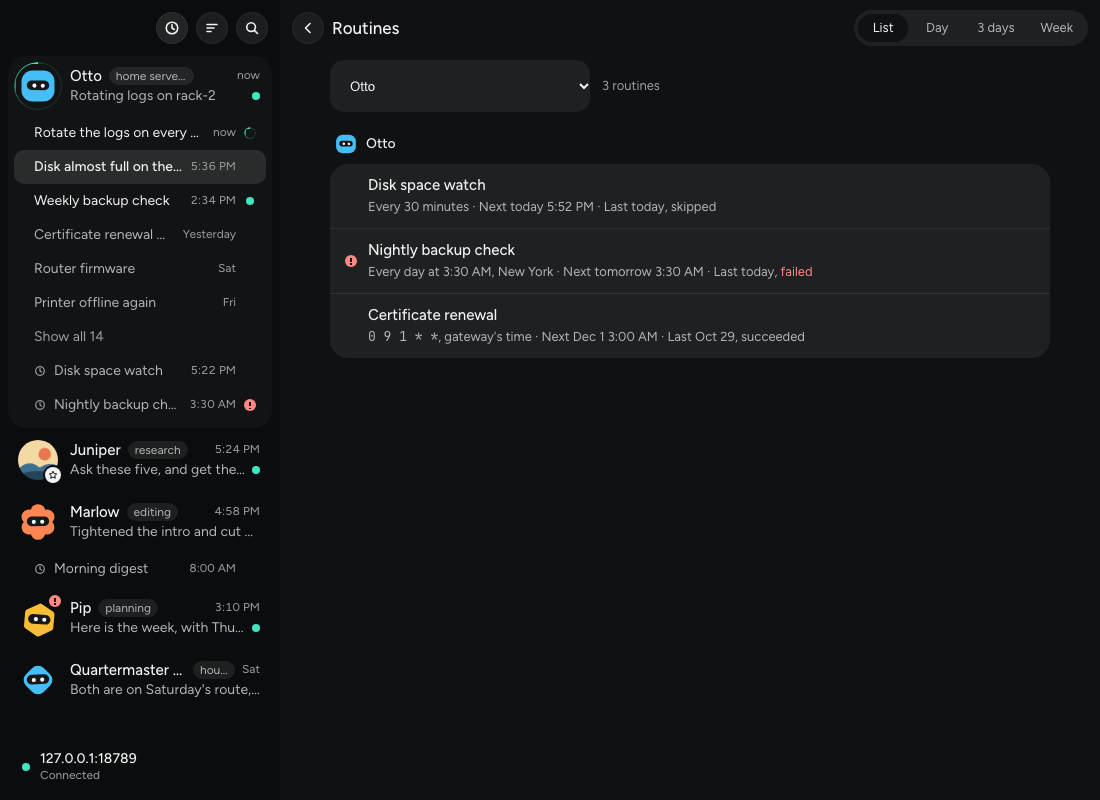 Routines
List
Day
3 days
Week
Otto
home serve...
now
Rotating logs on rack-2
Rotate the logs on every ...
now
Disk almost full on the...
5:36 PM
Weekly backup check
2:34 PM
Certificate renewal ...
Yesterday
Router firmware
Sat
Printer offline again
Fri
Show all 14
Disk space watch
5:22 PM
Nightly backup ch...
3:30 AM
Juniper
research
5:24 PM
Ask these five, and get the...
Marlow
editing
4:58 PM
Tightened the intro and cut ...
Morning digest
8:00 AM
Pip
planning
3:10 PM
Here is the week, with Thu...
Quartermaster ...
hou...
Sat
Both are on Saturday's route,...
127.0.0.1:18789
Connected
Otto
3 routines
Otto
Disk space watch
Every 30 minutes · Next today 5:52 PM · Last today, skipped
Nightly backup check
Every day at 3:30 AM, New York · Next tomorrow 3:30 AM · Last today, failed
Certificate renewal
0 9 1 * *, gateway's time · Next Dec 1 3:00 AM · Last Oct 29, succeeded